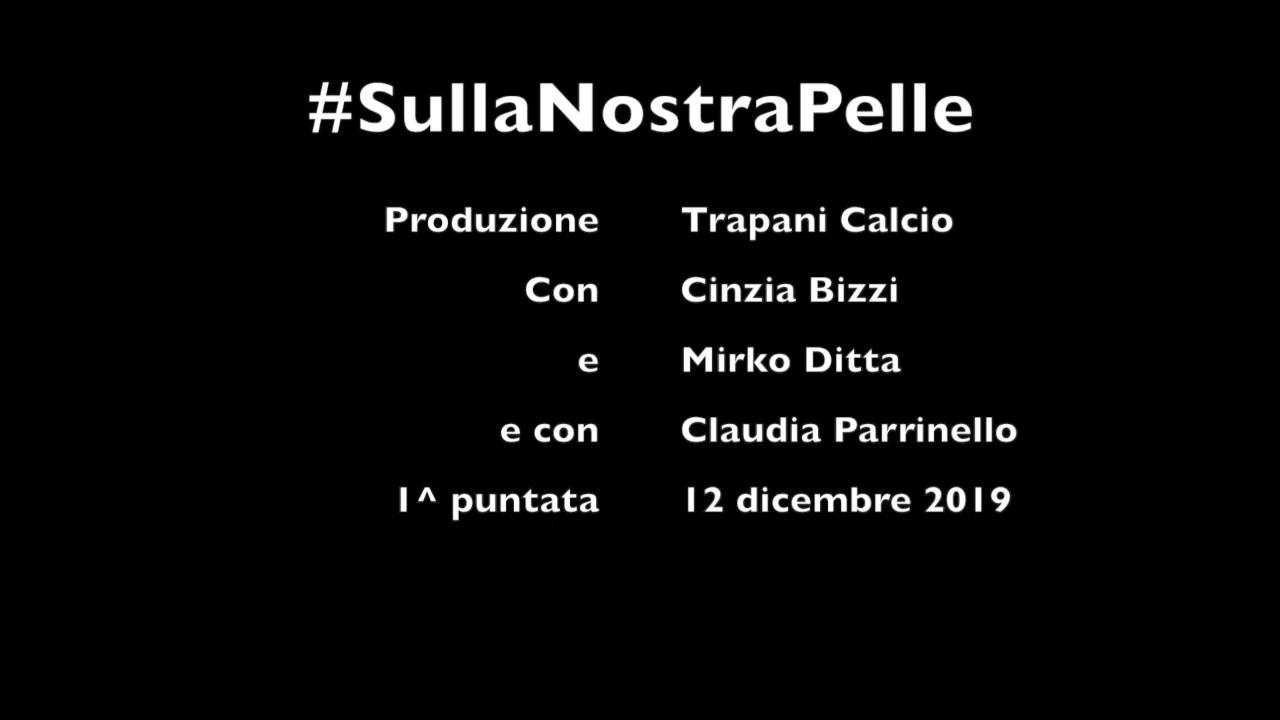 #SullaNostraPelle
Produzione Trapani Calcio
Con Cinzia Bizzi
e Mirko Ditta
e con Claudia Parrinello
1^ puntata 12 dicembre 2019